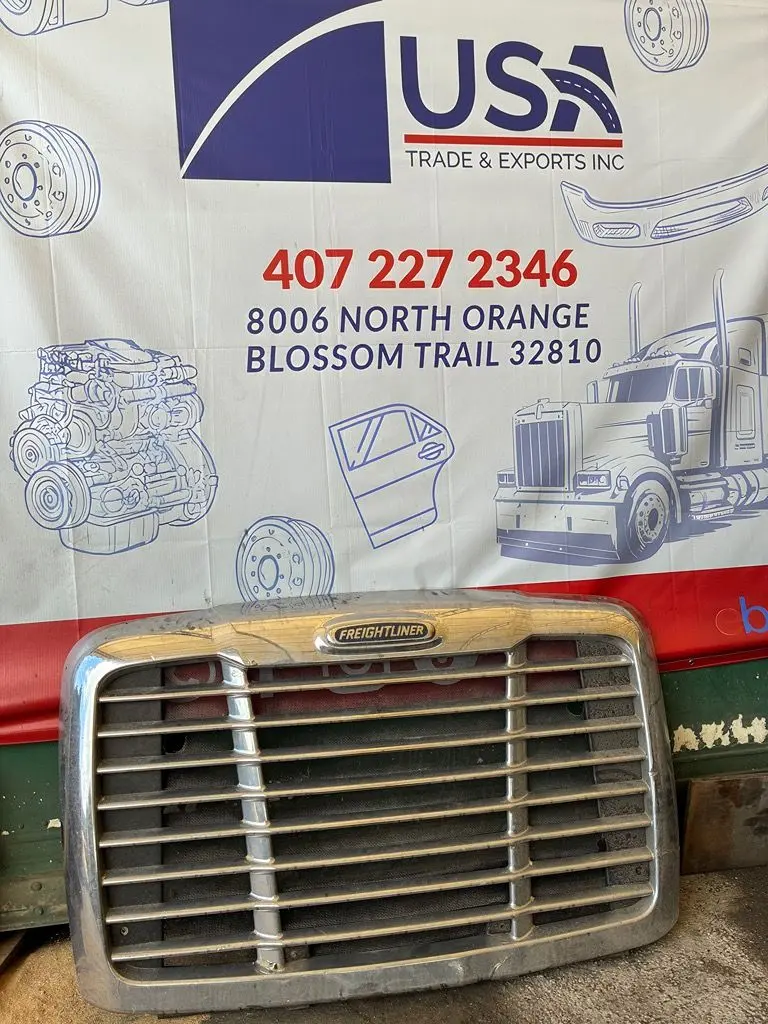 USA
TRADE & EXPORTS INC
407 227 2346
8006 NORTH ORANGE
BLOSSOM TRAIL 32810
FREIGHTLINER